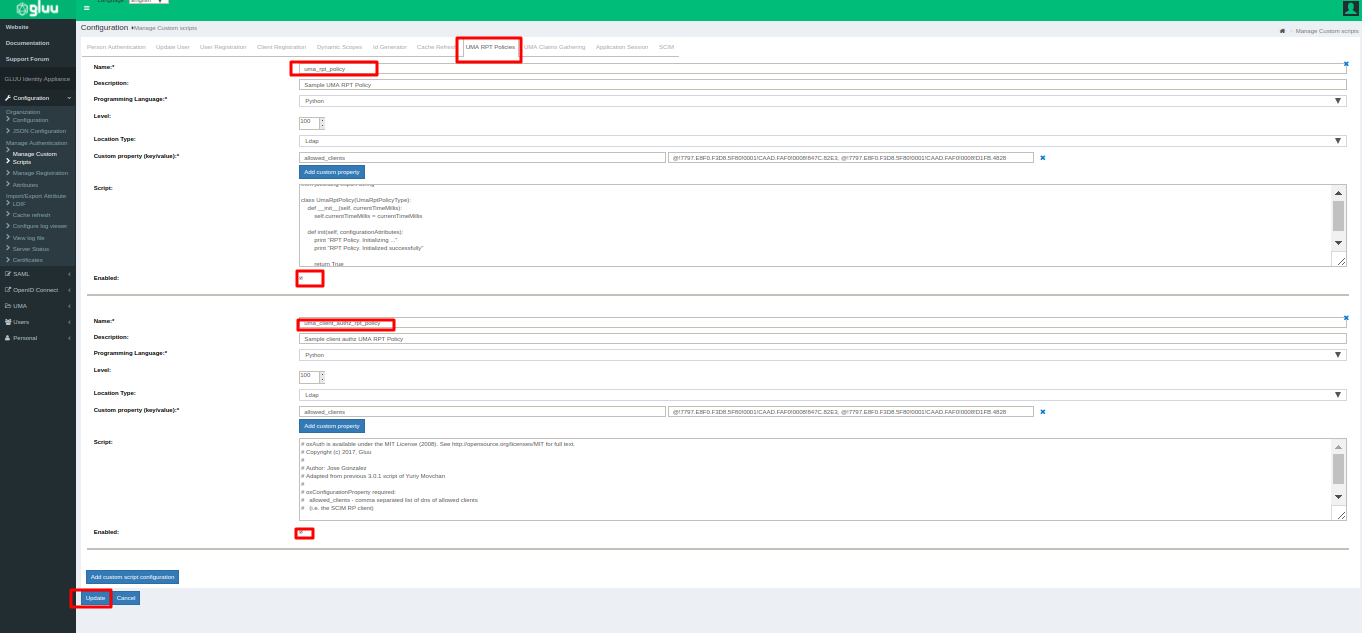 gluu
Language: English
Website
Documentation
Support Forum
GLUU Identity Appliance
Configuration
Organization
Configuration
JSON Configuration
Manage Authentication
Manage Custom
Scripts
Manage Registration
Attributes
Import/Export Attribute
LDIF
Cache refresh
Configure log viewer
View log file
Server Status
Certificates
SAML
OpenID Connect
UMA
Users
Personal
Configuration Manage Custom scripts
Manage Custom scripts
Person Authentication Update User User Registration Client Registration Dynamic Scopes Id Generator Cache Refresh UMA RPT Policies UMA Claims Gathering Application Session SCIM
Name:* uma_rpt_policy
Description: Sample UMA RPT Policy
Programming Language:* Python
Level: 100
Location Type: Ldap
Custom property (key/value):* allowed_clients @!7797.E8F0.F3D8.5F80!0001!CAAD.FAF0!0008!847C.82E3, @!7797.E8F0.F3D8.5F80!0001!CAAD.FAF0!0008!D1FB.4828
Add custom property
Script:
class UmaRptPolicy(UmaRptPolicyType):
def __init__(self, currentTimeMillis):
self.currentTimeMillis = currentTimeMillis
def init(self, configurationAttributes):
print "RPT Policy. Initializing ..."
print "RPT Policy. Initialized successfully"
return True
Enabled:
Name:* uma_client_authz_rpt_policy
Description: Sample client authz UMA RPT Policy
Programming Language:* Python
Level: 100
Location Type: Ldap
Custom property (key/value):* allowed_clients @!7797.E8F0.F3D8.5F80!0001!CAAD.FAF0!0008!847C.82E3, @!7797.E8F0.F3D8.5F80!0001!CAAD.FAF0!0008!D1FB.4828
Add custom property
Script:
# oxAuth is available under the MIT License (2008). See http://opensource.org/licenses/MIT for full text.
# Copyright (c) 2017, Gluu
#
# Author: Jose Gonzalez
# Adapted from previous 3.0.1 script of Yuriy Movchan
#
# oxConfigurationProperty required:
# allowed_clients - comma separated list of dns of allowed clients
# (i.e. the SCIM RP client)
Enabled:
Add custom script configuration
Update Cancel